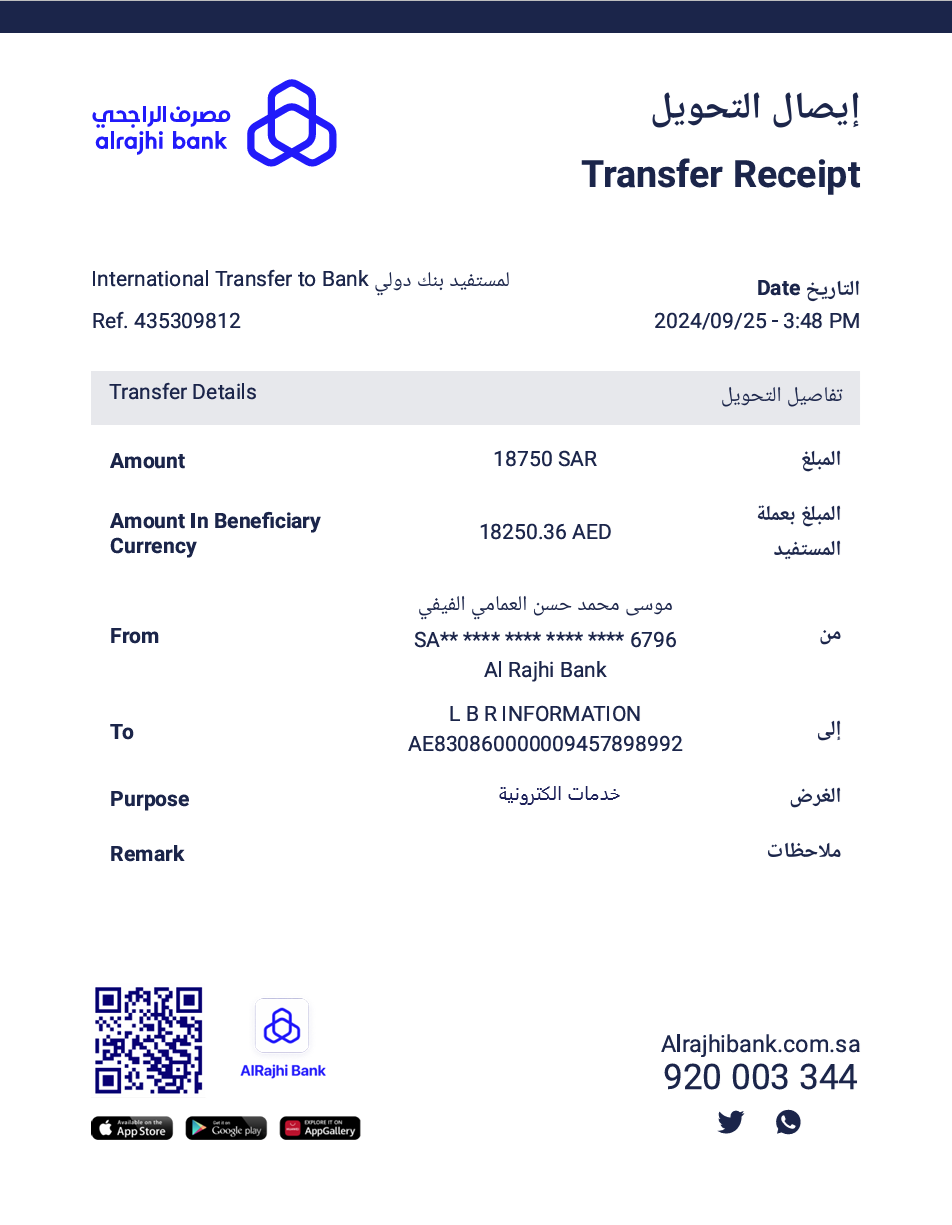 مصرف الراجحي
alrajhi bank
إيصال التحويل
Transfer Receipt
International Transfer to Bank لمستفيد بنك دولي
Ref. 435309812
Date التاريخ
2024/09/25 - 3:48 PM
Transfer Details تفاصيل التحويل
Amount 18750 SAR المبلغ
Amount In Beneficiary Currency 18250.36 AED المبلغ بعملة المستفيد
From
موسى محمد حسن العمامي الفيفي
SA** **** **** **** **** 6796
Al Rajhi Bank
من
To
L B R INFORMATION
AE830860000009457898992
إلى
Purpose خدمات الكترونية الغرض
Remark ملاحظات
AlRajhi Bank
Available on the App Store
Get it on Google play
EXPLORE IT ON AppGallery
Alrajhibank.com.sa
920 003 344